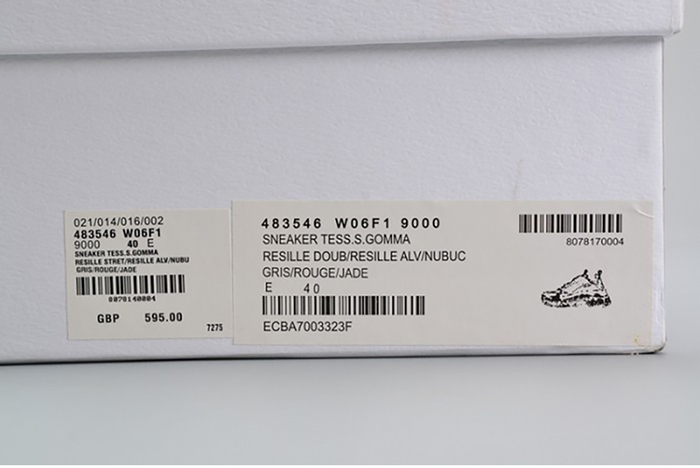 021/014/016/002
483546 W06F1
9000 40 E
SNEAKER TESS.S.GOMMA
RESILLE STRET/RESILLE ALV/NUBU
GRIS/ROUGE/JADE
8078140004
GBP 595.00
7275
483546 W06F1 9000
SNEAKER TESS.S.GOMMA
RESILLE DOUB/RESILLE ALV/NUBUC
GRIS/ROUGE/JADE
E 40
ECBA7003323F
8078170004